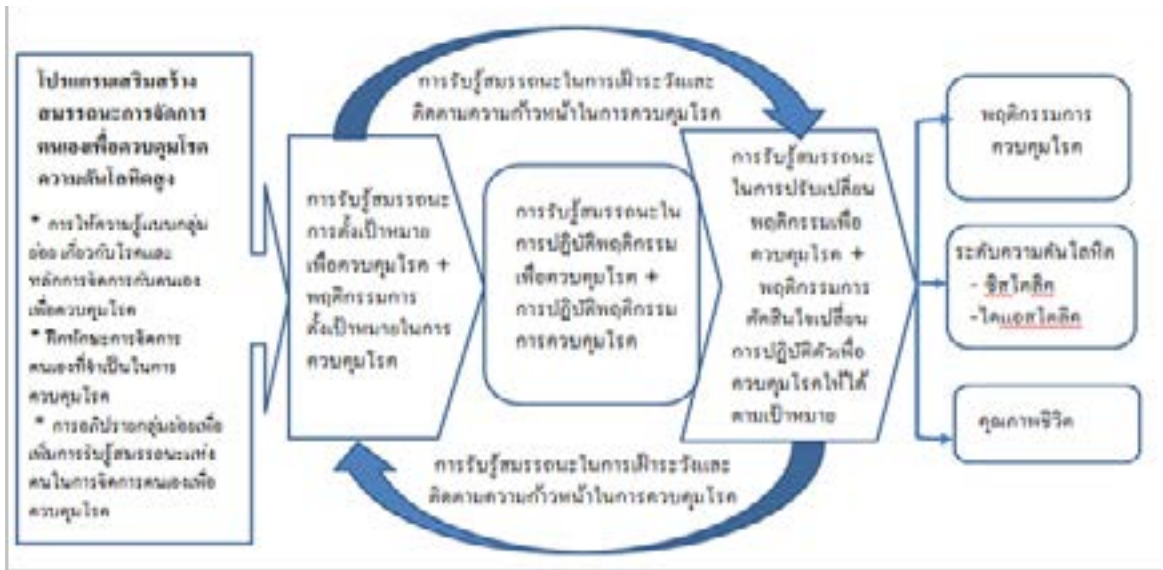 โปรแกรมเสริมสร้าง
สมรรถนะการจัดการ
ตนเองเพื่อควบคุมโรค
ความดันโลหิตสูง
* การให้ความรู้แบบกลุ่ม
ย่อย เกี่ยวกับโรคและ
หลักการจัดการกับตนเอง
เพื่อควบคุมโรค
* ฝึกทักษะการจัดการ
ตนเองที่จำเป็นในการ
ควบคุมโรค
* การอภิปรายกลุ่มย่อยเพื่อ
เพิ่มการรับรู้สมรรถนะแห่ง
ตนในการจัดการตนเองเพื่อ
ควบคุมโรค
การรับรู้สมรรถนะในการเฝ้าระวังและ
ติดตามความก้าวหน้าในการควบคุมโรค
การรับรู้สมรรถนะ
การตั้งเป้าหมาย
เพื่อควบคุมโรค +
พฤติกรรมการ
ตั้งเป้าหมายในการ
ควบคุมโรค
การรับรู้สมรรถนะใน
การปฏิบัติพฤติกรรม
เพื่อควบคุมโรค +
การปฏิบัติพฤติกรรม
การควบคุมโรค
การรับรู้สมรรถนะ
ในการปรับเปลี่ยน
พฤติกรรมเพื่อ
ควบคุมโรค +
พฤติกรรมการ
ตัดสินใจเปลี่ยน
การปฏิบัติตัวเพื่อ
ควบคุมโรคให้ได้
ตามเป้าหมาย
การรับรู้สมรรถนะในการเฝ้าระวังและ
ติดตามความก้าวหน้าในการควบคุมโรค
พฤติกรรมการ
ควบคุมโรค
ระดับความดันโลหิต
- ซิสโตลิค
-ไดแอสโตลิค
คุณภาพชีวิต